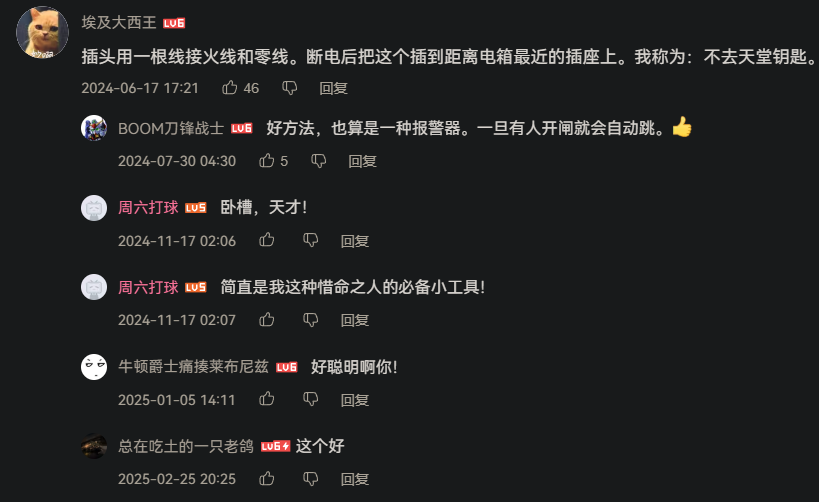 埃及大西王 LV6
插头用一根线接火线和零线。断电后把这个插到距离电箱最近的插座上。我称为：不去天堂钥匙。
2024-06-17 17:21 46 回复
BOOM刀锋战士 LV6 好方法，也算是一种报警器。一旦有人开闸就会自动跳。👍
2024-07-30 04:30 5 回复
周六打球 LV5 卧槽，天才！
2024-11-17 02:06 回复
周六打球 LV5 简直是我这种惜命之人的必备小工具！
2024-11-17 02:07 回复
牛顿爵士痛揍莱布尼兹 LV6 好聪明啊你！
2025-01-05 14:11 回复
总在吃土的一只老鸽 LV6 这个好
2025-02-25 20:25 回复